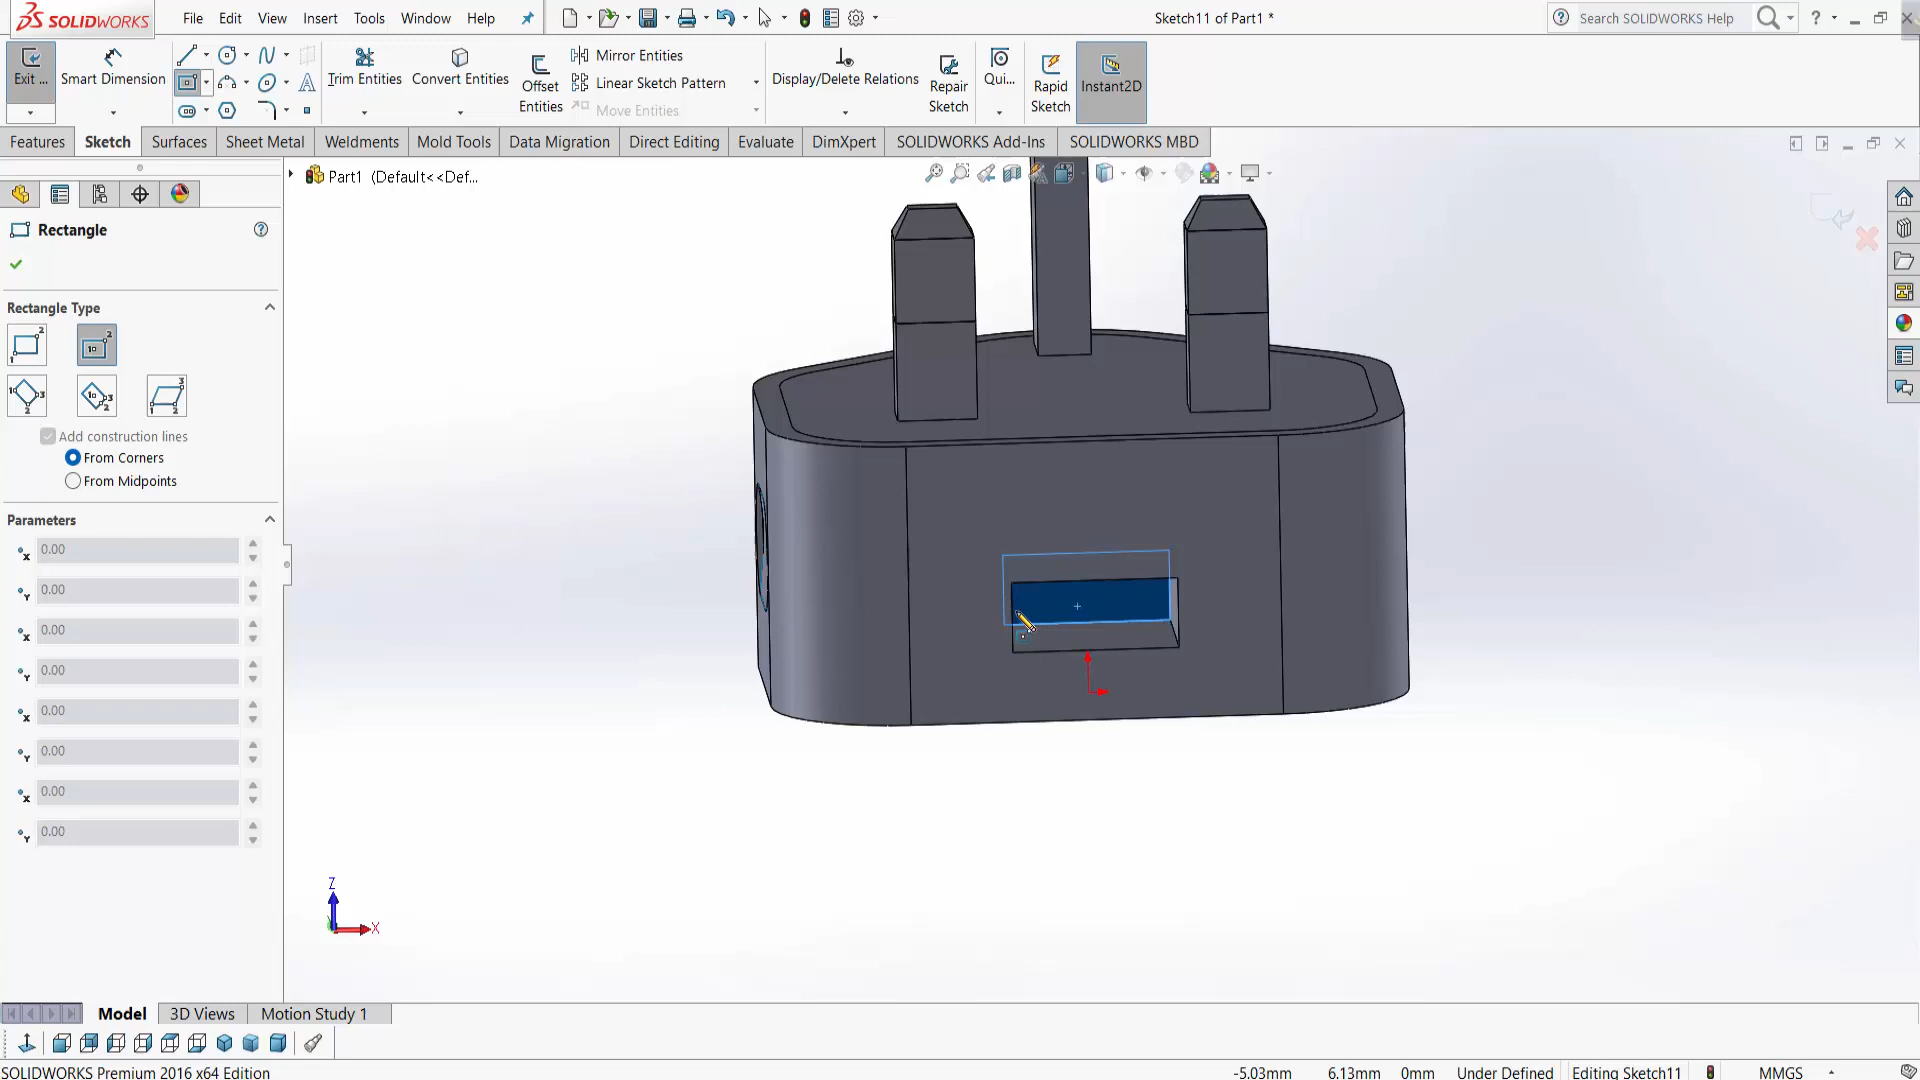 SOLIDWORKS
File Edit View Insert Tools Window Help
Sketch11 of Part1 *
Search SOLIDWORKS Help
Exit ...
Smart Dimension
Trim Entities
Convert Entities
Offset Entities
Mirror Entities
Linear Sketch Pattern
Move Entities
Display/Delete Relations
Repair Sketch
Qui...
Rapid Sketch
Instant2D
Features Sketch Surfaces Sheet Metal Weldments Mold Tools Data Migration Direct Editing Evaluate DimXpert SOLIDWORKS Add-Ins SOLIDWORKS MBD
Part1 (Default<<Def...
Rectangle
Rectangle Type
Add construction lines
From Corners
From Midpoints
Parameters
x 0.00
Y 0.00
x 0.00
Y 0.00
x 0.00
Y 0.00
x 0.00
Y 0.00
Z
X
Model 3D Views Motion Study 1
SOLIDWORKS Premium 2016 x64 Edition
-5.03mm 6.13mm 0mm Under Defined Editing Sketch11 MMGS